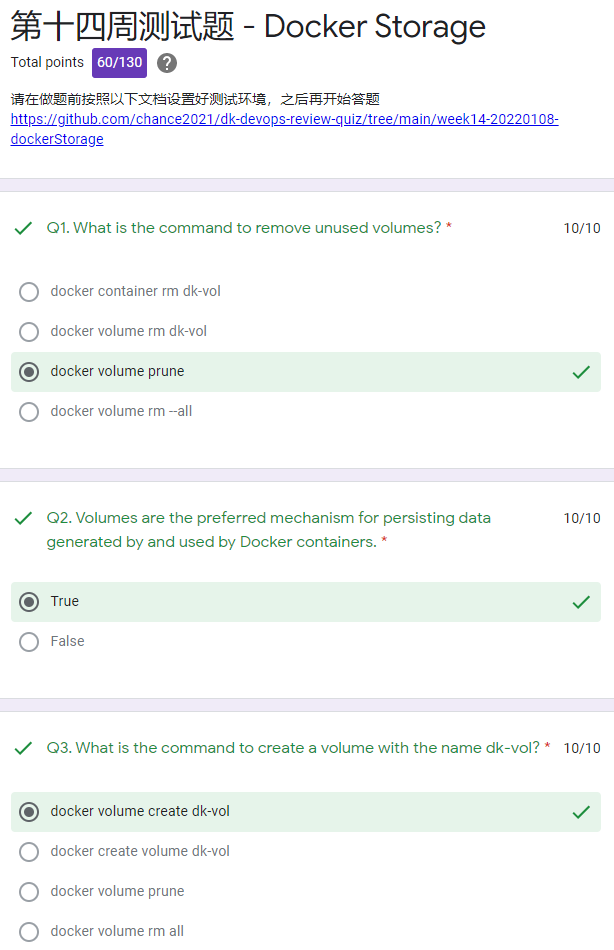 第十四周测试题 - Docker Storage
Total points 60/130 ?
请在做题前按照以下文档设置好测试环境，之后再开始答题
https://github.com/chance2021/dk-devops-review-quiz/tree/main/week14-20220108-
dockerStorage
Q1. What is the command to remove unused volumes? * 10/10
docker container rm dk-vol
docker volume rm dk-vol
docker volume prune
docker volume rm --all
Q2. Volumes are the preferred mechanism for persisting data 10/10
generated by and used by Docker containers. *
True
False
Q3. What is the command to create a volume with the name dk-vol? * 10/10
docker volume create dk-vol
docker create volume dk-vol
docker volume prune
docker volume rm all